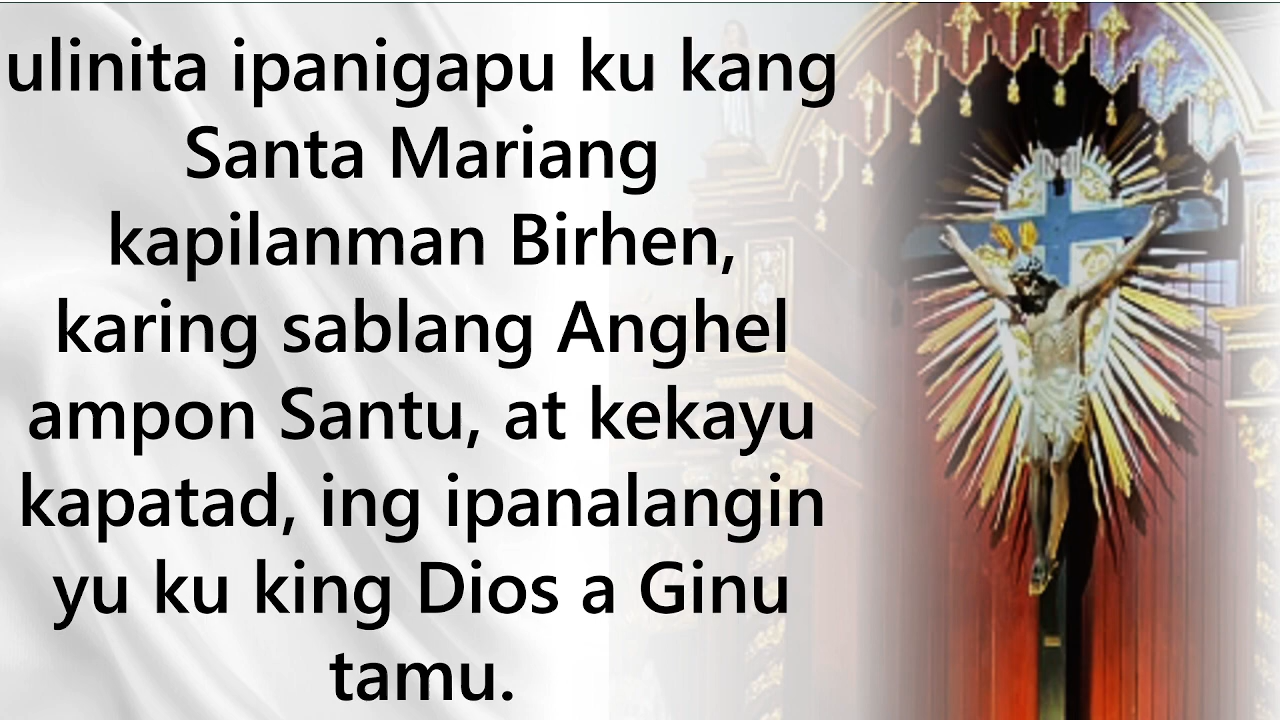 ulinita ipanigapu ku kang
Santa Mariang
kapilanman Birhen,
karing sablang Anghel
ampon Santu, at kekayu
kapatad, ing ipanalangin
yu ku king Dios a Ginu
tamu.